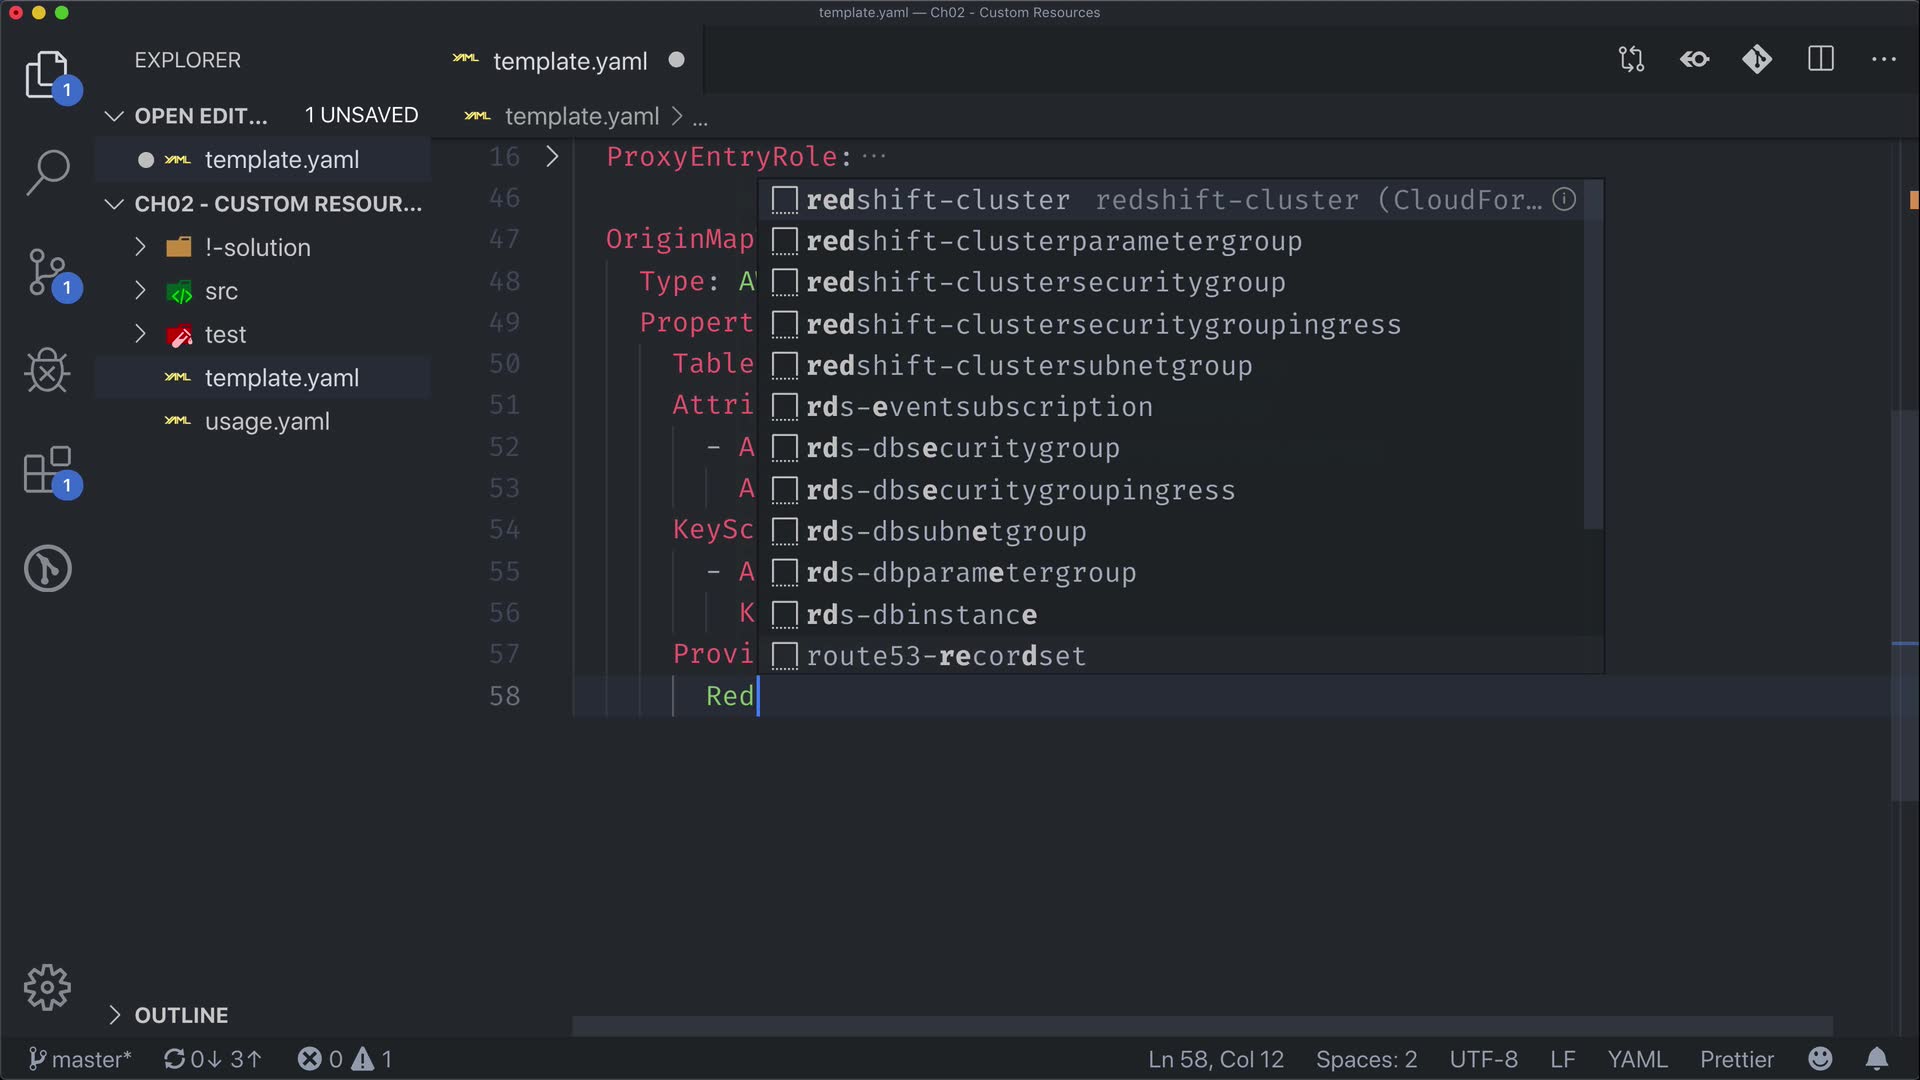 template.yaml — Ch02 - Custom Resources
EXPLORER
template.yaml
1
OPEN EDIT... 1 UNSAVED
template.yaml > ...
template.yaml
CH02 - CUSTOM RESOUR...
!-solution
src
test
template.yaml
usage.yaml
1
1
OUTLINE
16 ProxyEntryRole: ...
46
47 OriginMap
48 Type: A
49 Propert
50 Table
51 Attri
52 - A
53 A
54 KeySc
55 - A
56 K
57 Provi
58 Red
redshift-cluster redshift-cluster (CloudFor...
redshift-clusterparametergroup
redshift-clustersecuritygroup
redshift-clustersecuritygroupingress
redshift-clustersubnetgroup
rds-eventsubscription
rds-dbsecuritygroup
rds-dbsecuritygroupingress
rds-dbsubnetgroup
rds-dbparametergroup
rds-dbinstance
route53-recordset
master* 0↓ 3↑ 0 1 Ln 58, Col 12 Spaces: 2 UTF-8 LF YAML Prettier